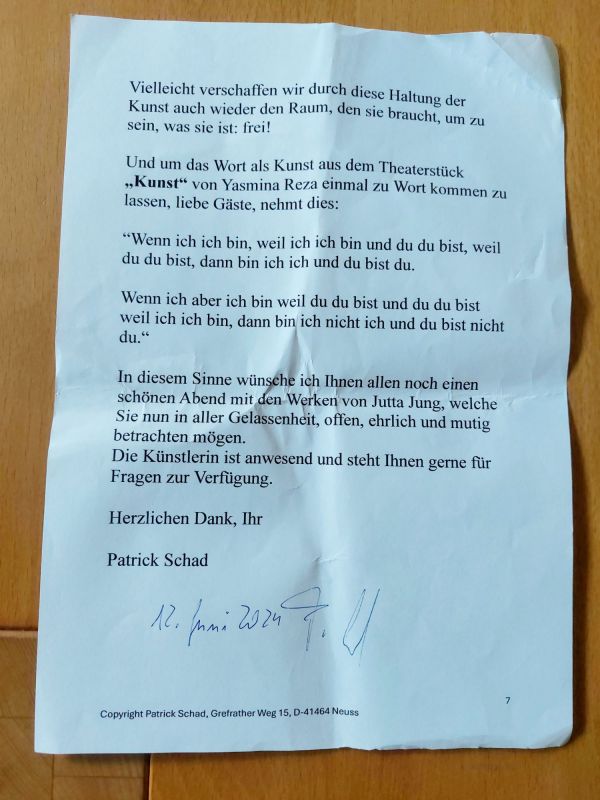 Vielleicht verschaffen wir durch diese Haltung der
Kunst auch wieder den Raum, den sie braucht, um zu
sein, was sie ist: frei!
Und um das Wort als Kunst aus dem Theaterstück
„Kunst“ von Yasmina Reza einmal zu Wort kommen zu
lassen, liebe Gäste, nehmt dies:
“Wenn ich ich bin, weil ich ich bin und du du bist, weil
du du bist, dann bin ich ich und du bist du.
Wenn ich aber ich bin weil du du bist und du du bist
weil ich ich bin, dann bin ich nicht ich und du bist nicht
du.“
In diesem Sinne wünsche ich Ihnen allen noch einen
schönen Abend mit den Werken von Jutta Jung, welche
Sie nun in aller Gelassenheit, offen, ehrlich und mutig
betrachten mögen.
Die Künstlerin ist anwesend und steht Ihnen gerne für
Fragen zur Verfügung.
Herzlichen Dank, Ihr
Patrick Schad
12. Juni 2024
7
Copyright Patrick Schad, Grefrather Weg 15, D-41464 Neuss